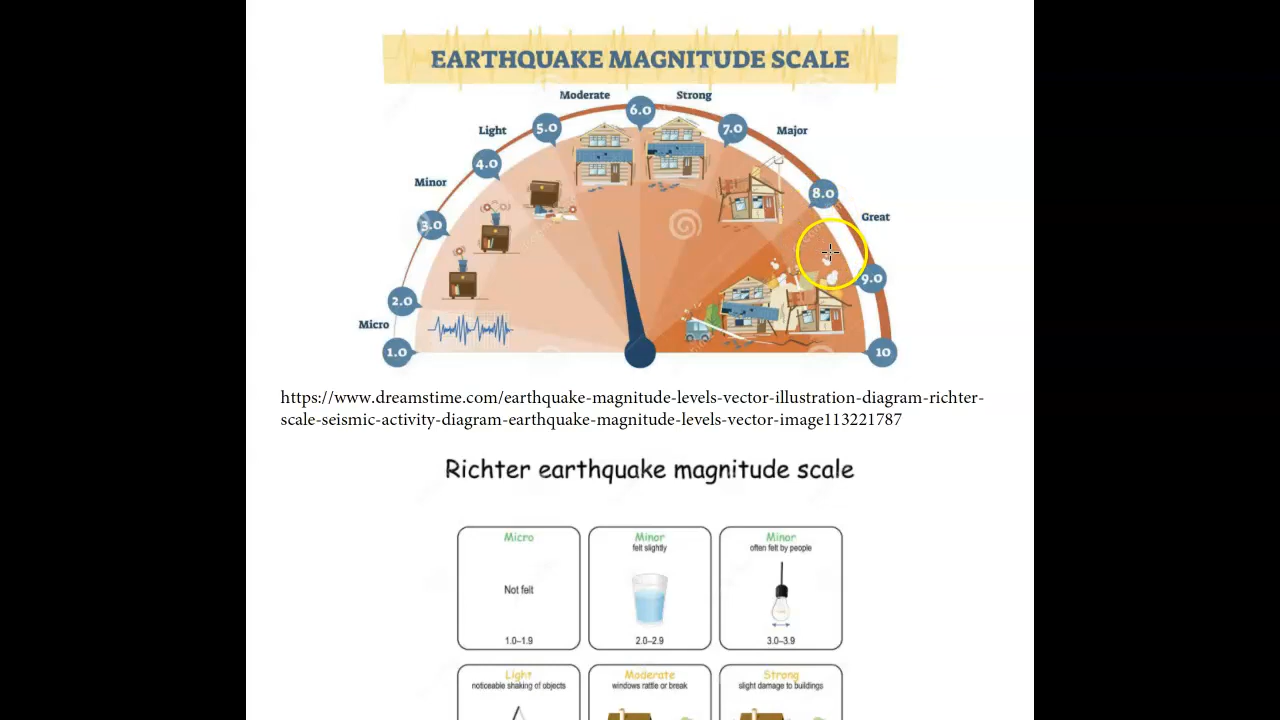 EARTHQUAKE MAGNITUDE SCALE
Moderate
Strong
6.0
Light
5.0
7.0
Major
4.0
Minor
8.0
3.0
Great
9.0
2.0
Micro
1.0
10
https://www.dreamstime.com/earthquake-magnitude-levels-vector-illustration-diagram-richter-
scale-seismic-activity-diagram-earthquake-magnitude-levels-vector-image113221787
Richter earthquake magnitude scale
Micro
Not felt
1.0–1.9
Minor
felt slightly
2.0–2.9
Minor
often felt by people
3.0–3.9
Light
noticeable shaking of objects
Moderate
windows rattle or break
Strong
slight damage to buildings